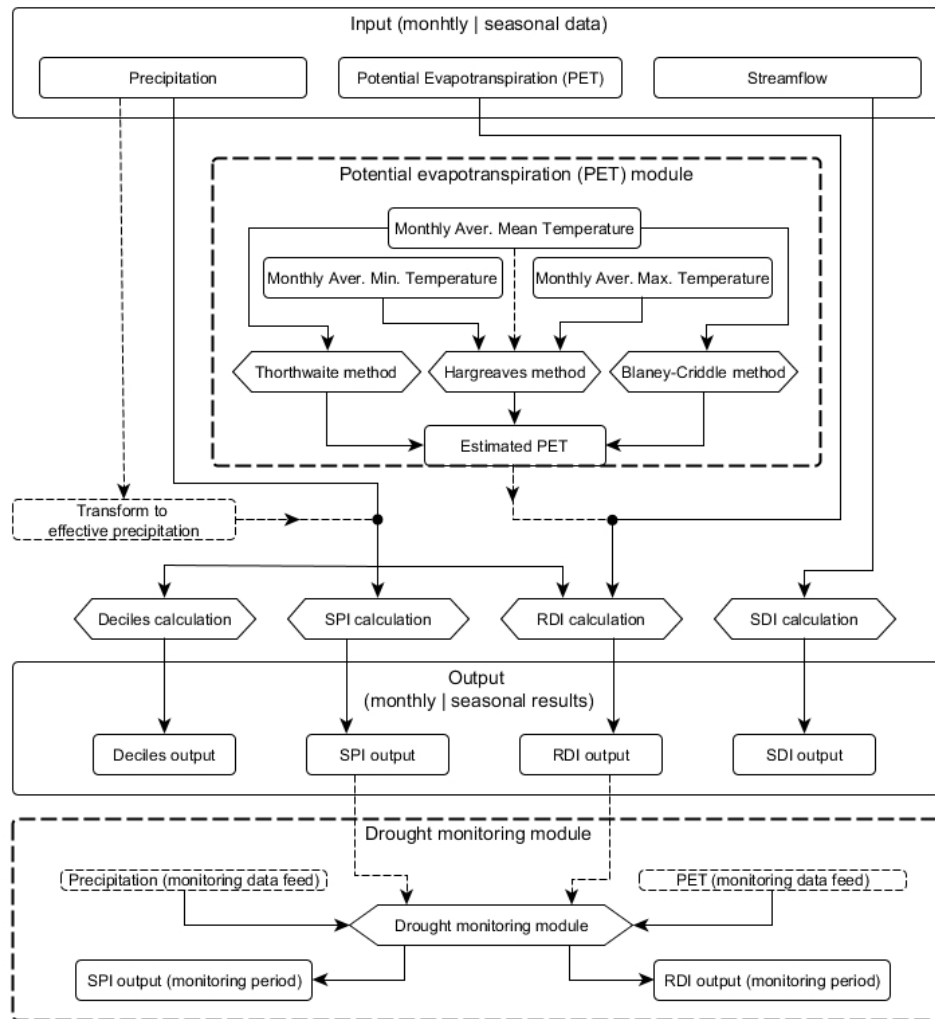 Input (monhtly | seasonal data)
Precipitation
Potential Evapotranspiration (PET)
Streamflow
Potential evapotranspiration (PET) module
Monthly Aver. Mean Temperature
Monthly Aver. Min. Temperature
Monthly Aver. Max. Temperature
Thorthwaite method
Hargreaves method
Blaney-Criddle method
Estimated PET
Transform to
effective precipitation
Deciles calculation
SPI calculation
RDI calculation
SDI calculation
Output
(monthly | seasonal results)
Deciles output
SPI output
RDI output
SDI output
Drought monitoring module
Precipitation (monitoring data feed)
PET (monitoring data feed)
Drought monitoring module
SPI output (monitoring period)
RDI output (monitoring period)